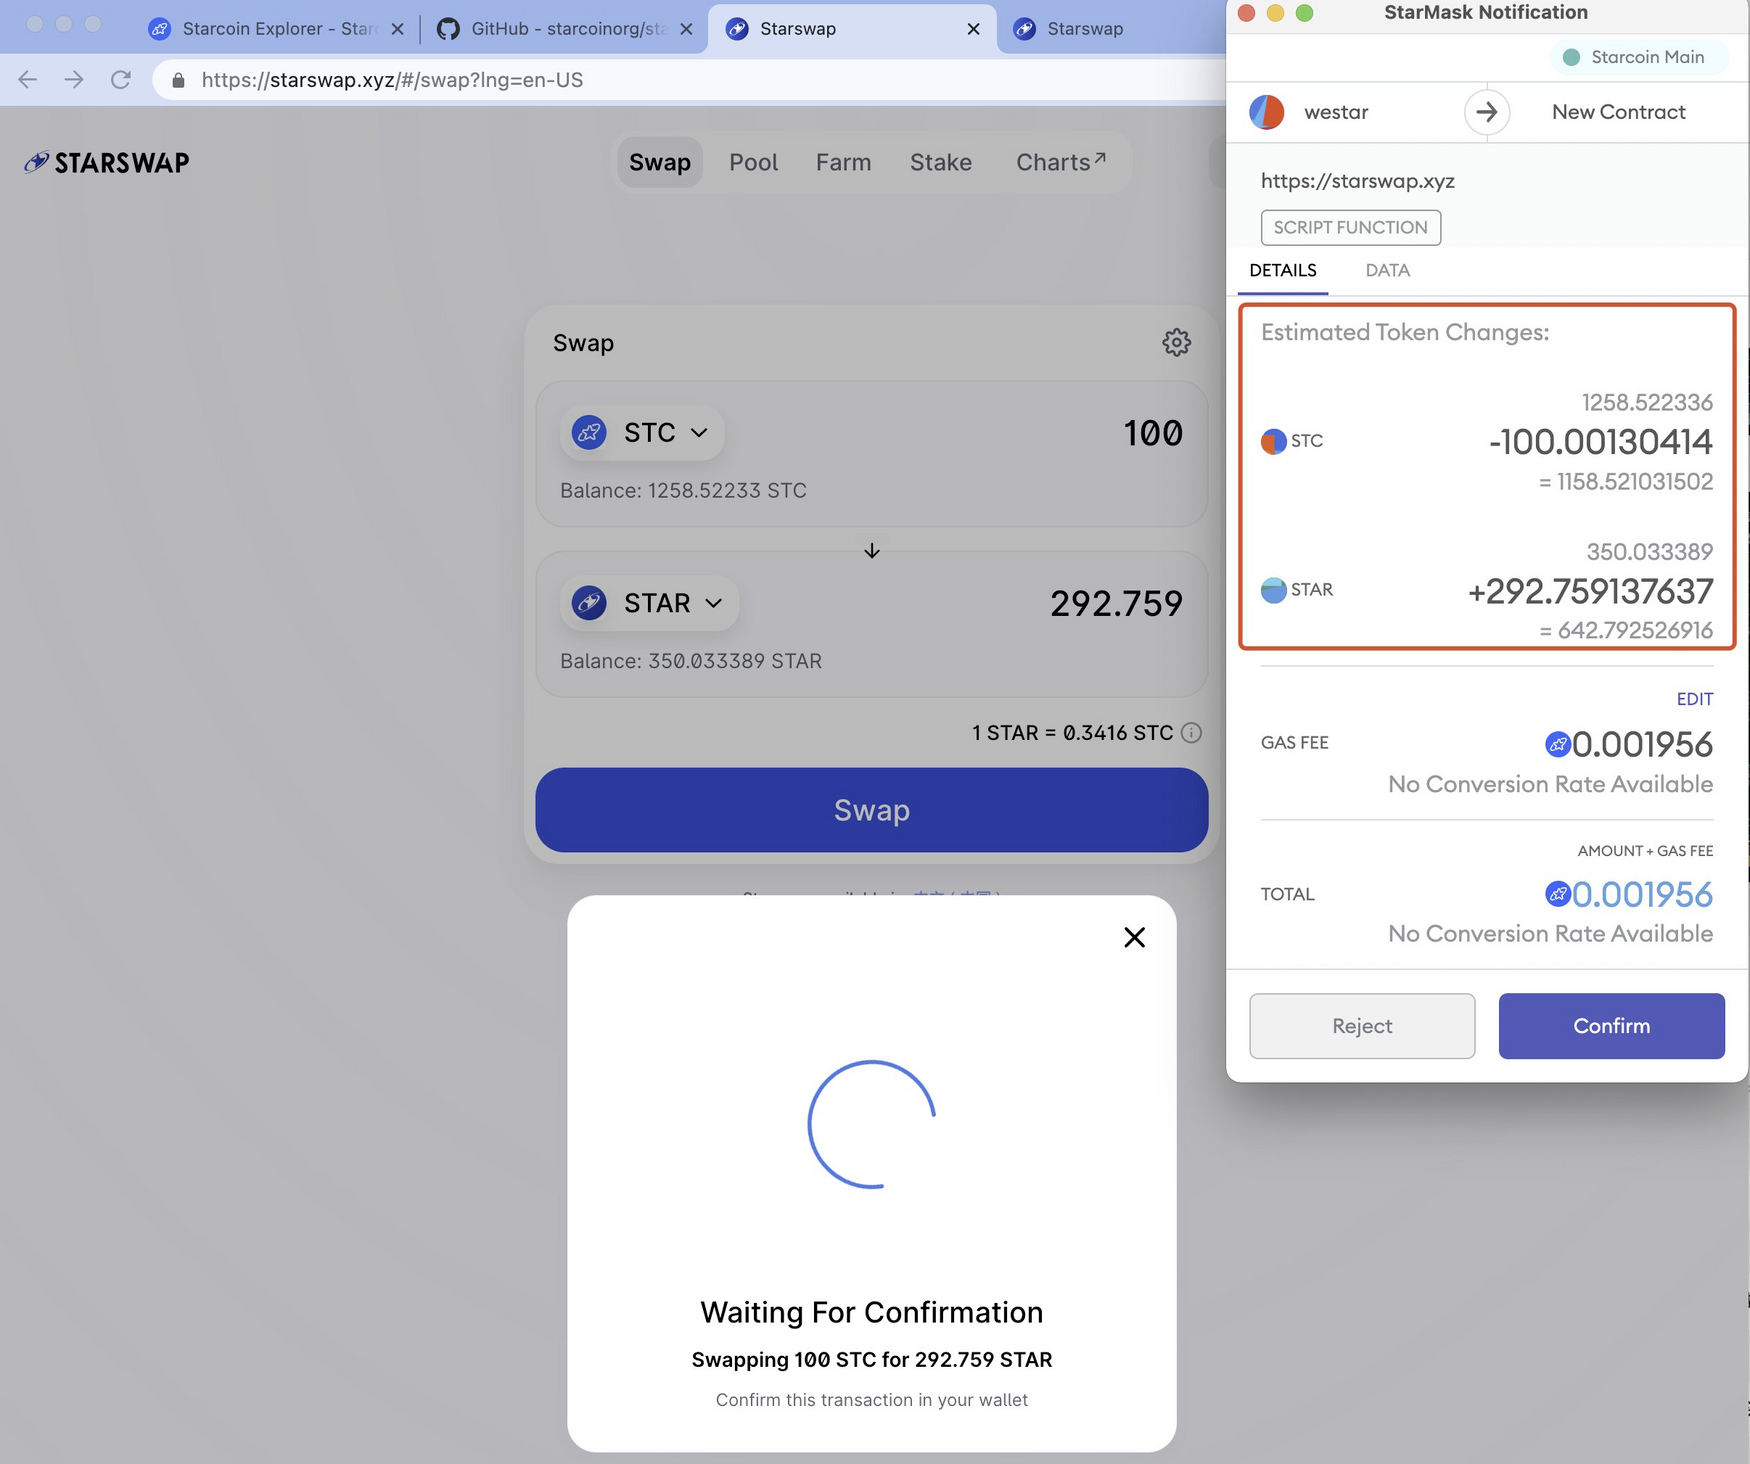 Starcoin Explorer - Star
GitHub - starcoinorg/sta
Starswap
Starswap
https://starswap.xyz/#/swap?lng=en-US
STARSWAP
Swap
Pool
Farm
Stake
Charts↗
Swap
STC
100
Balance: 1258.52233 STC
STAR
292.759
Balance: 350.033389 STAR
1 STAR = 0.3416 STC
Swap
Waiting For Confirmation
Swapping 100 STC for 292.759 STAR
Confirm this transaction in your wallet
StarMask Notification
Starcoin Main
westar
New Contract
https://starswap.xyz
SCRIPT FUNCTION
DETAILS
DATA
Estimated Token Changes:
1258.522336
STC
-100.00130414
= 1158.521031502
350.033389
STAR
+292.759137637
= 642.792526916
EDIT
GAS FEE
0.001956
No Conversion Rate Available
AMOUNT + GAS FEE
TOTAL
0.001956
No Conversion Rate Available
Reject
Confirm